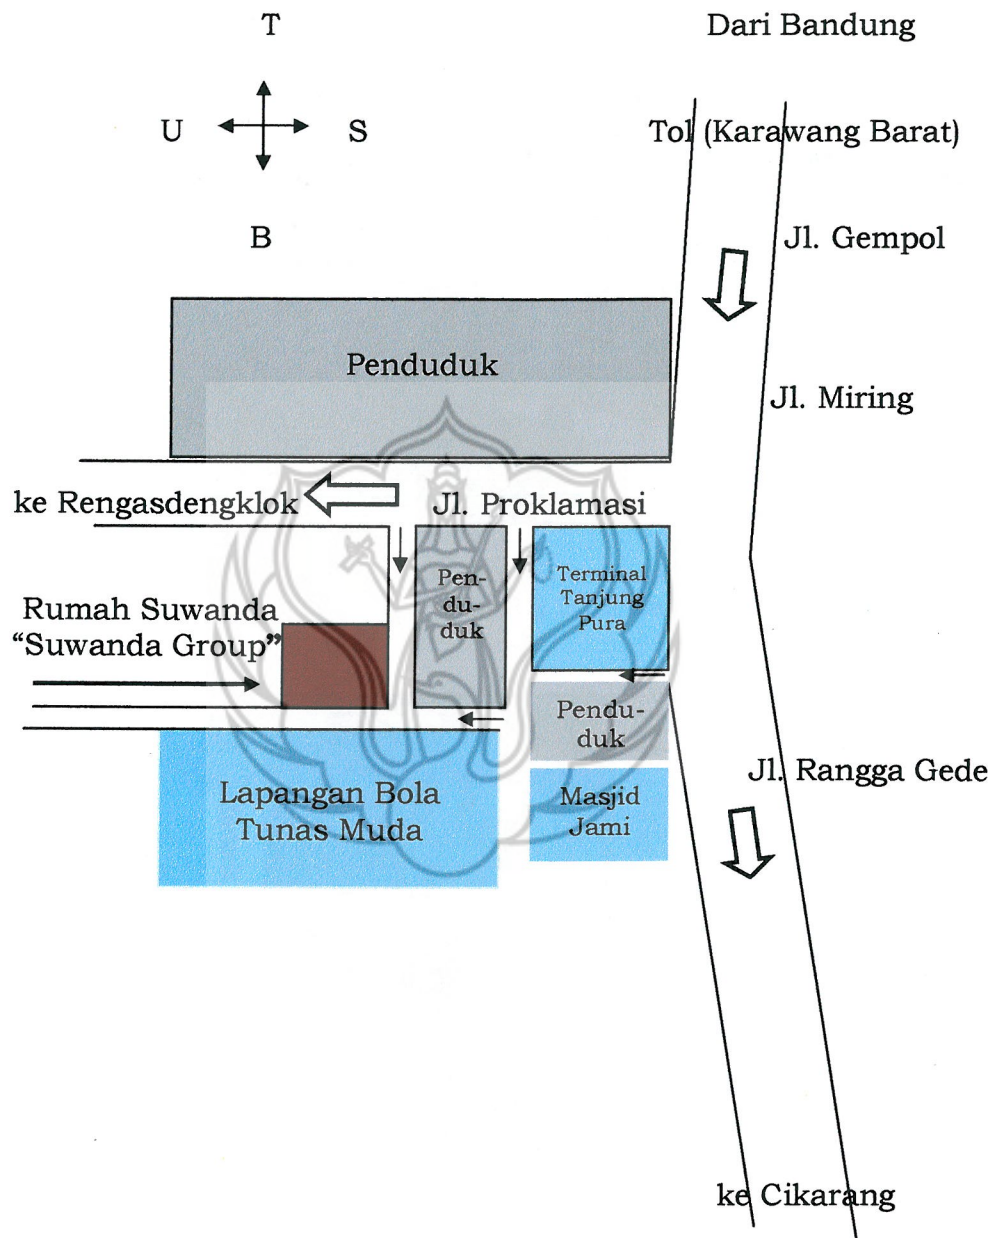 T
Dari Bandung
U
S
Tol (Karawang Barat)
B
Jl. Gempol
Penduduk
Jl. Miring
ke Rengasdengklok
Jl. Proklamasi
Pen-
du-
duk
Terminal
Tanjung
Pura
Rumah Suwanda
“Suwanda Group”
Pendu-
duk
Jl. Rangga Gede
Lapangan Bola
Tunas Muda
Masjid
Jami
ke Cikarang